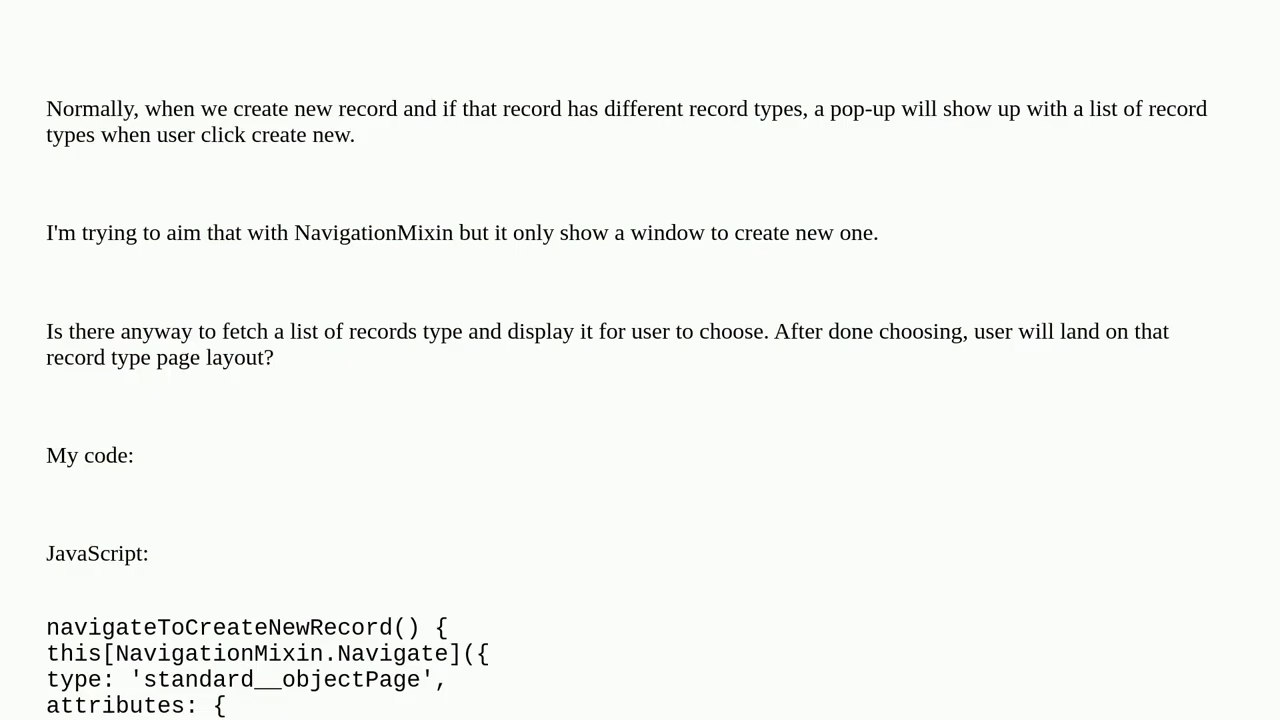 Normally, when we create new record and if that record has different record types, a pop-up will show up with a list of record
types when user click create new.
I'm trying to aim that with NavigationMixin but it only show a window to create new one.
Is there anyway to fetch a list of records type and display it for user to choose. After done choosing, user will land on that
record type page layout?
My code:
JavaScript:
navigateToCreateNewRecord() {
this[NavigationMixin.Navigate]({
type: 'standard__objectPage',
attributes: {